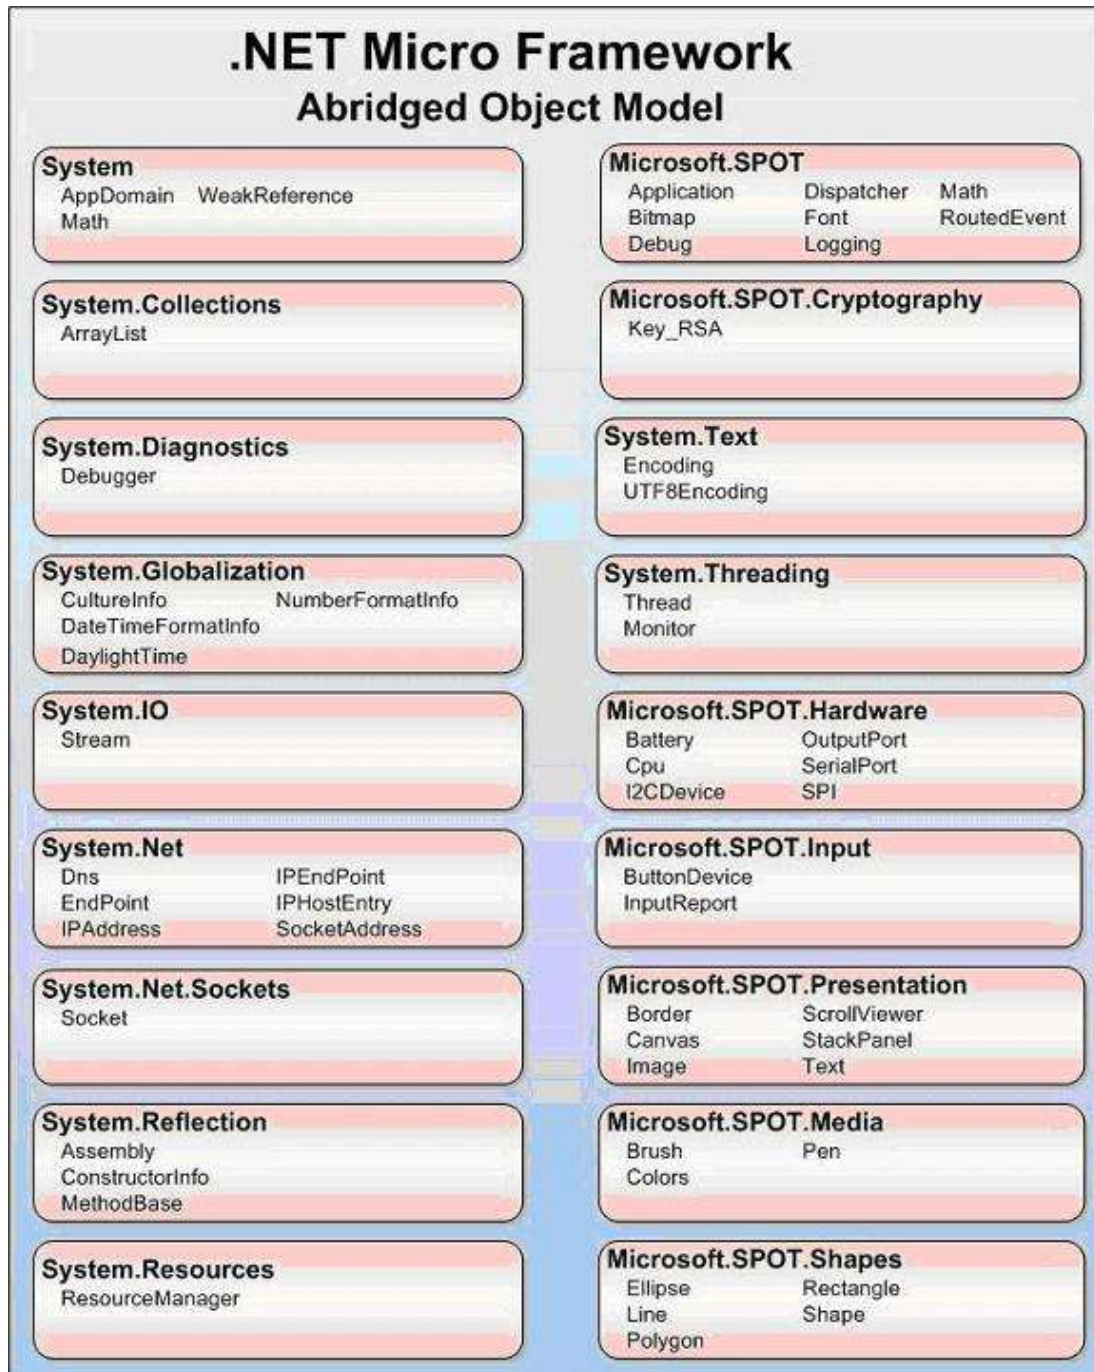 .NET Micro Framework
Abridged Object Model
System
AppDomain WeakReference
Math
System.Collections
ArrayList
System.Diagnostics
Debugger
System.Globalization
CultureInfo NumberFormatInfo
DateTimeFormatInfo
DaylightTime
System.IO
Stream
System.Net
Dns IPEndPoint
EndPoint IPHostEntry
IPAddress SocketAddress
System.Net.Sockets
Socket
System.Reflection
Assembly
ConstructorInfo
MethodBase
System.Resources
ResourceManager
Microsoft.SPOT
Application Dispatcher Math
Bitmap Font RoutedEvent
Debug Logging
Microsoft.SPOT.Cryptography
Key_RSA
System.Text
Encoding
UTF8Encoding
System.Threading
Thread
Monitor
Microsoft.SPOT.Hardware
Battery OutputPort
Cpu SerialPort
I2CDevice SPI
Microsoft.SPOT.Input
ButtonDevice
InputReport
Microsoft.SPOT.Presentation
Border ScrollViewer
Canvas StackPanel
Image Text
Microsoft.SPOT.Media
Brush Pen
Colors
Microsoft.SPOT.Shapes
Ellipse Rectangle
Line Shape
Polygon